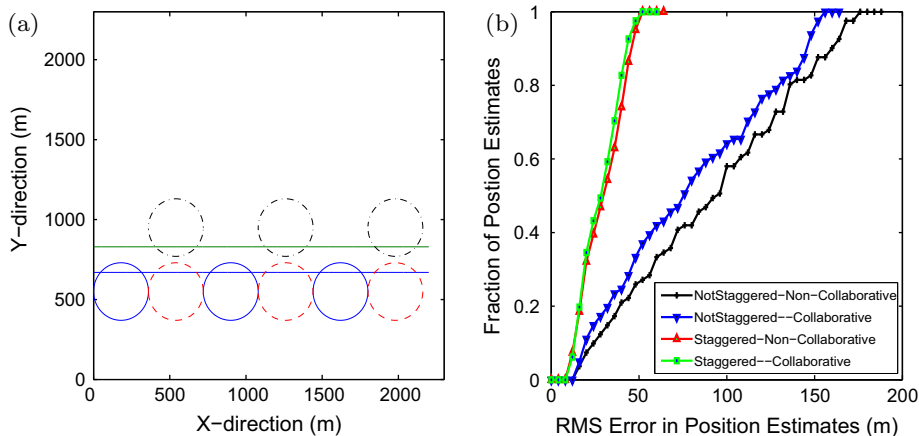 (a)
Y−direction (m)
2000
1500
1000
500
0
0 500 1000 1500 2000
X−direction (m)
(b)
Fraction of Postion Estimates
1
0.8
0.6
0.4
0.2
0
0 50 100 150 200
RMS Error in Position Estimates (m)
NotStaggered−Non−Collaborative
NotStaggered−−Collaborative
Staggered−Non−Collaborative
Staggered−−Collaborative